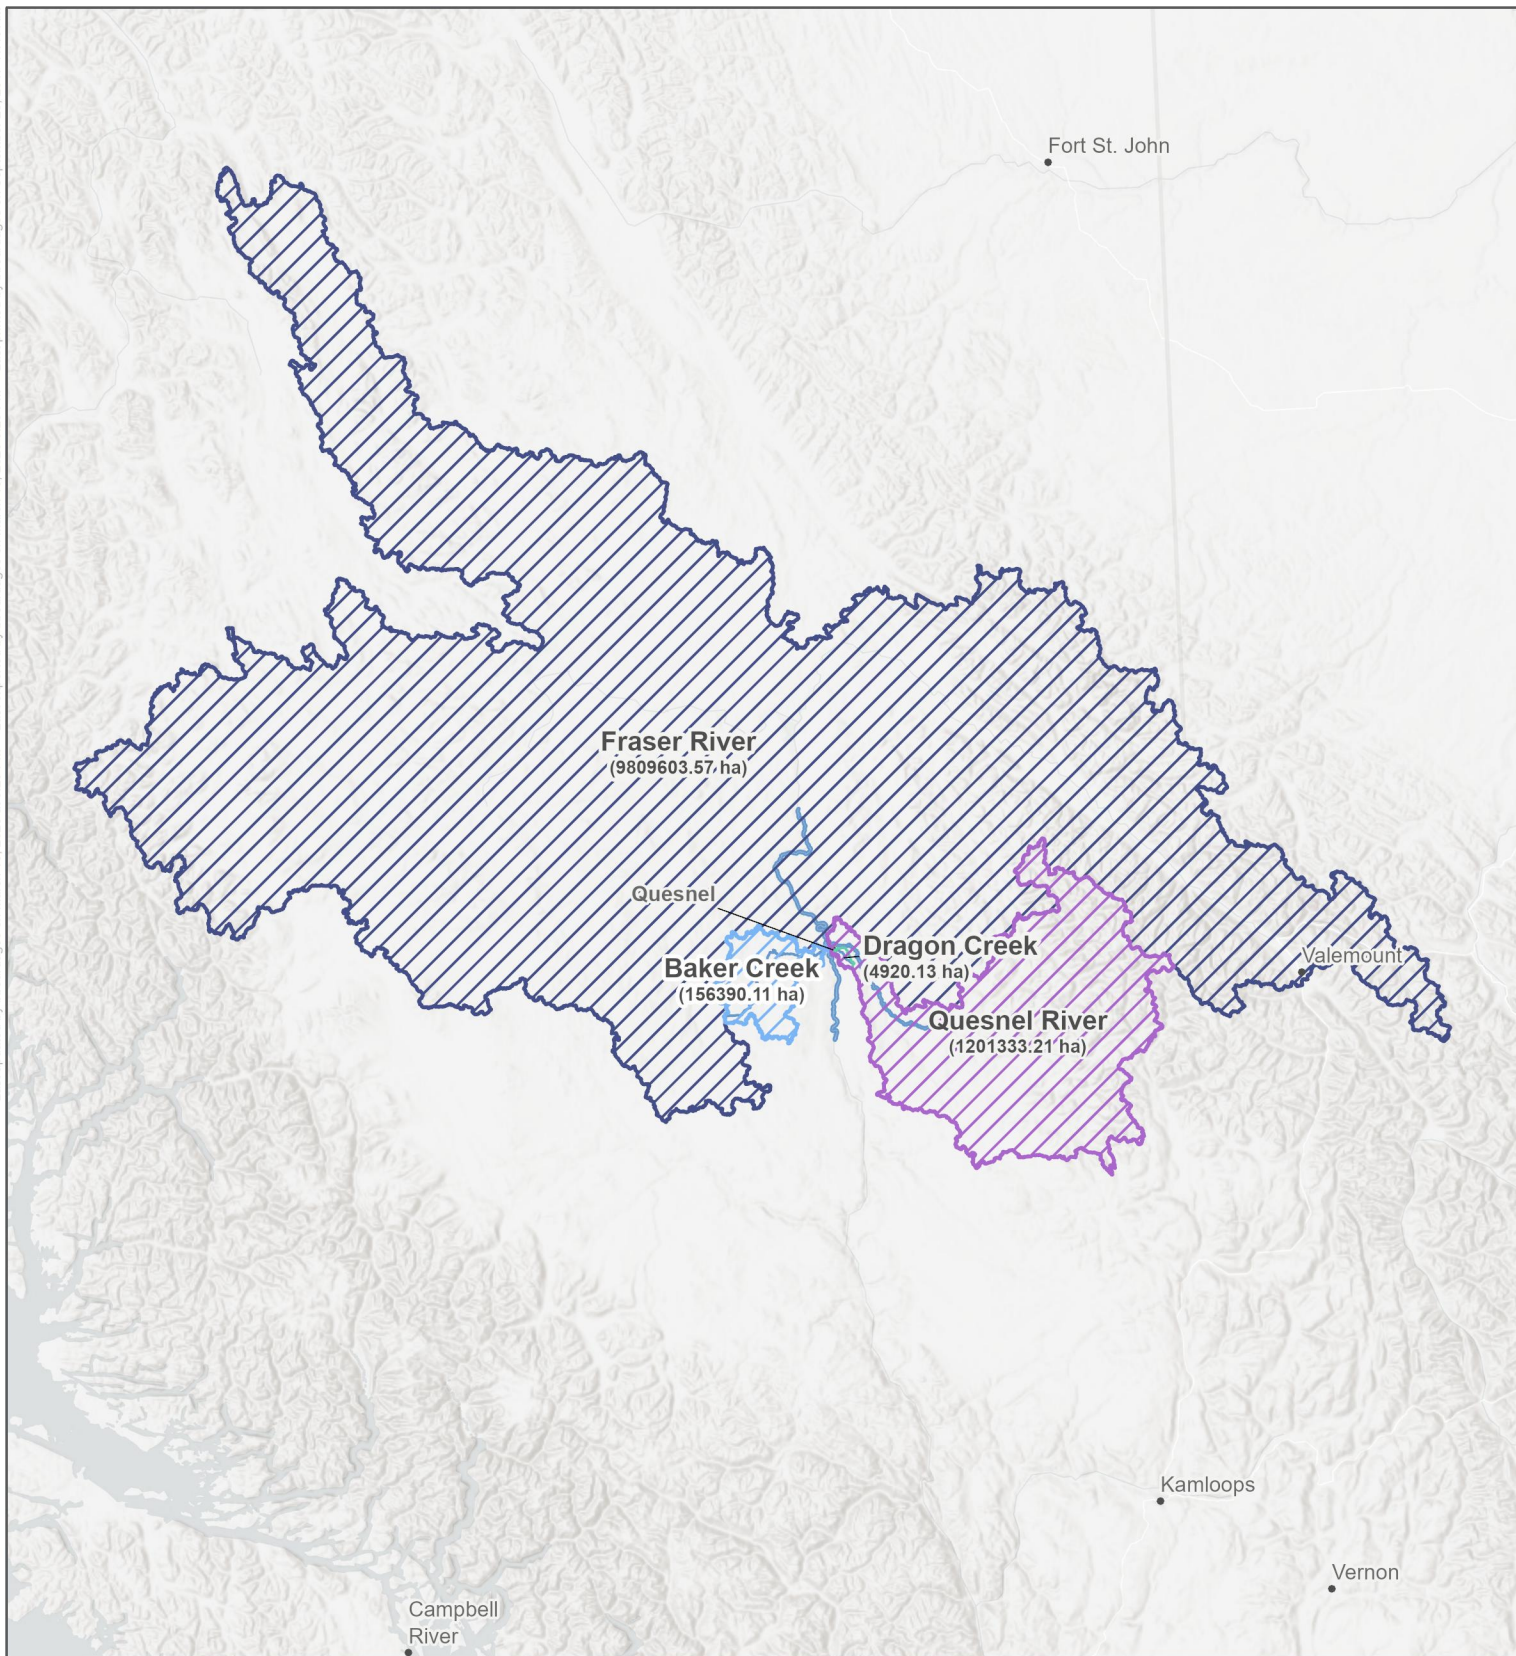 Fort St. John
Fraser River
(9809603.57 ha)
Quesnel
Dragon Creek
(4920.13 ha)
Baker Creek
(156390.11 ha)
Valemount
Quesnel River
(1201333.21 ha)
Kamloops
Vernon
Campbell
River